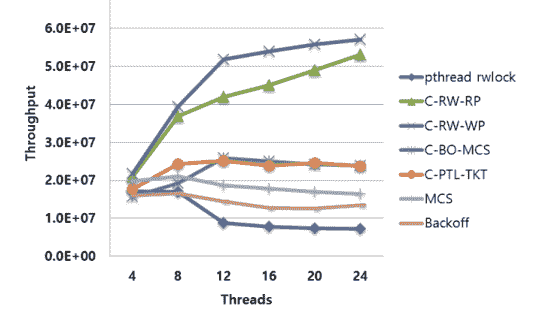 6.0E+07
5.0E+07
4.0E+07
3.0E+07
2.0E+07
1.0E+07
0.0E+00
Throughput
4 8 12 16 20 24
Threads
pthread rwlock
C-RW-RP
C-RW-WP
C-BO-MCS
C-PTL-TKT
MCS
Backoff